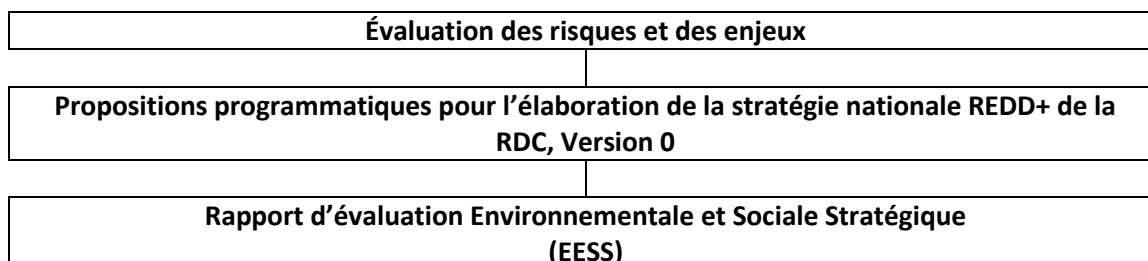 Évaluation des risques et des enjeux
Propositions programmatiques pour l’élaboration de la stratégie nationale REDD+ de la
RDC, Version 0
Rapport d’évaluation Environnementale et Sociale Stratégique
(EESS)